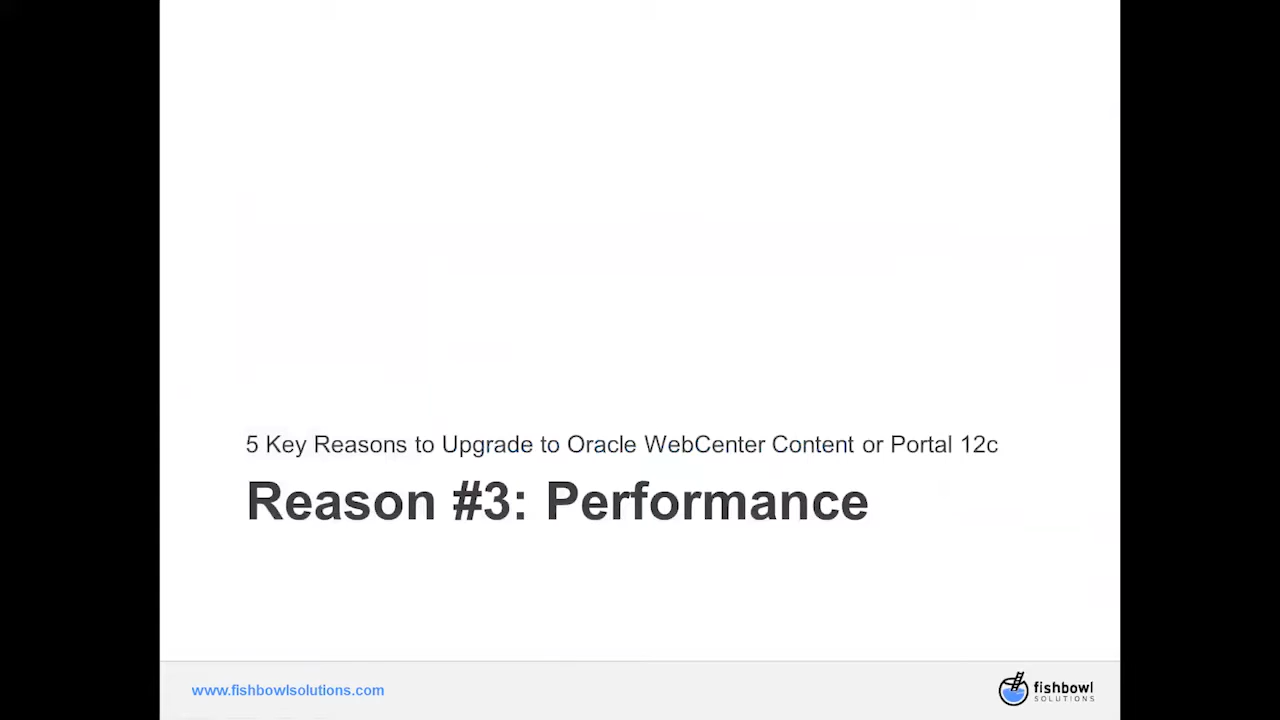 5 Key Reasons to Upgrade to Oracle WebCenter Content or Portal 12c
Reason #3: Performance
www.fishbowlsolutions.com
fishbowl
SOLUTIONS